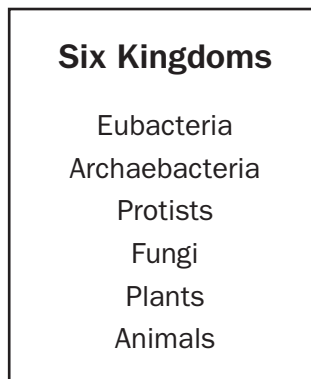 Six Kingdoms
Eubacteria
Archaebacteria
Protists
Fungi
Plants
Animals